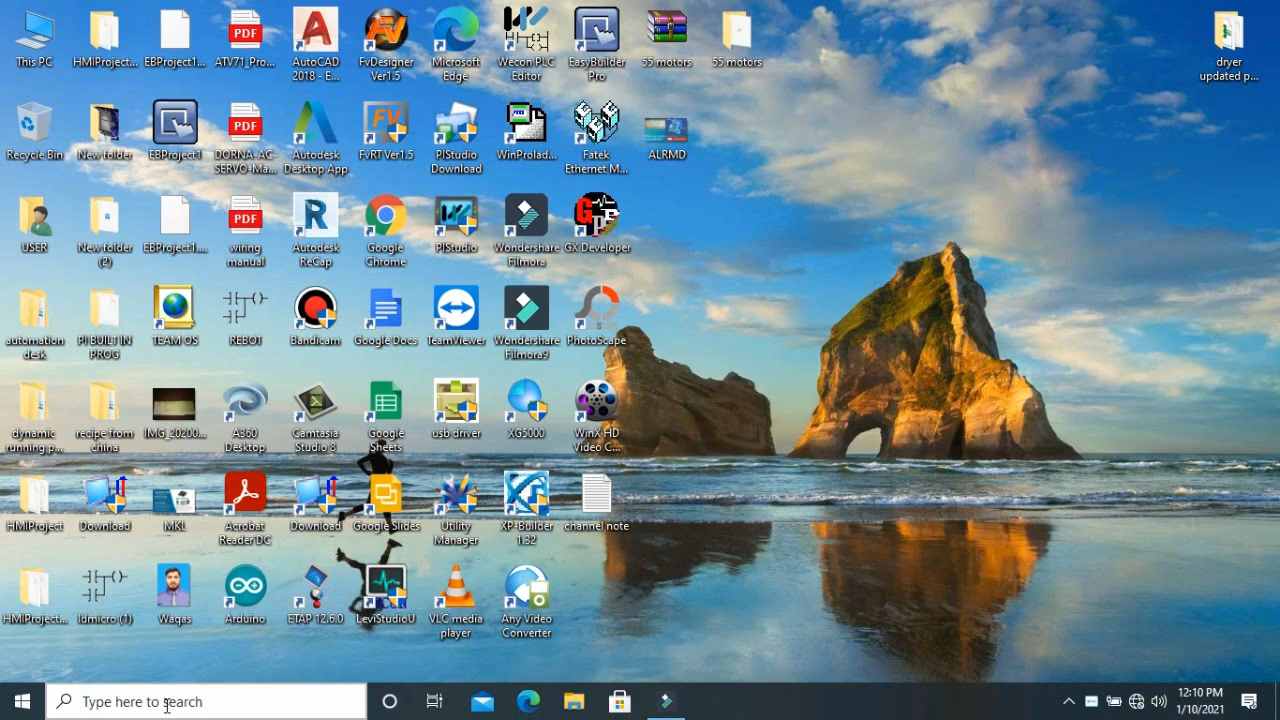 This PC
HMIProject...
EBProject1...
ATV71_Pro...
AutoCAD
2018 - E...
FvDesigner
Ver1.5
Microsoft
Edge
Wecon PLC
Editor
EasyBuilder
Pro
55 motors
55 motors
dryer
updated p...
Recycle Bin
New folder
EBProject1
DORNA-AC-
SERVO-Ma...
Autodesk
Desktop App
FvRT Ver1.5
PIStudio
Download
WinProlad...
Fatek
Ethernet M...
ALRMD
USER
New folder
(2)
EBProject1....
wiring
manual
Autodesk
ReCap
Google
Chrome
PIStudio
Wondershare
Filmora
GX Developer
automation
desk
PI BUILT IN
PROG
TEAM OS
REBOT
Bandicam
Google Docs
TeamViewer
Wondershare
Filmora9
PhotoScape
dynamic
running p...
recipe from
china
IMG_20200...
A360
Desktop
Camtasia
Studio 8
Google
Sheets
usb driver
XG5000
WinX HD
Video C...
HMIProject
Download
MKL
Acrobat
Reader DC
Download
Google Slides
Utility
Manager
XP-Builder
1.32
channel note
HMIProject...
ldmicro (1)
Waqas
Arduino
ETAP 12.6.0
LeviStudioU
VLC media
player
Any Video
Converter
Type here to search
12:10 PM
1/10/2021